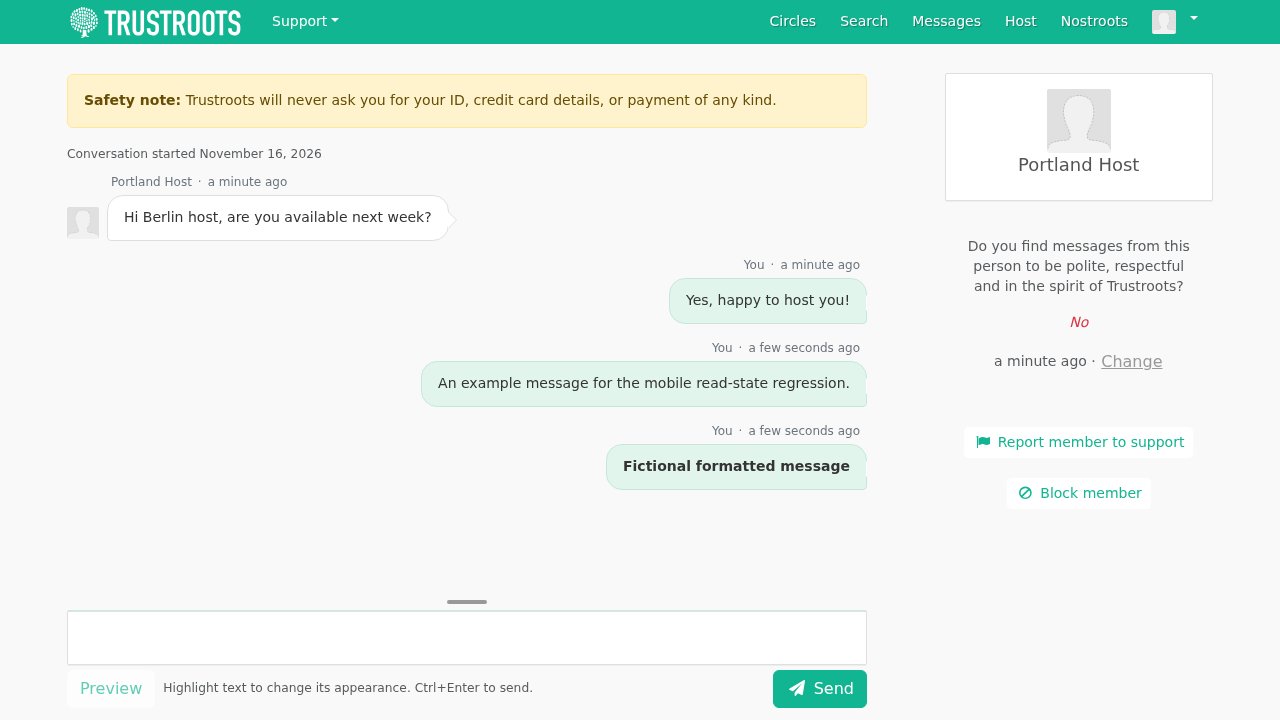 TRUSTROOTS Support Circles Search Messages Host Nostroots
Safety note: Trustroots will never ask you for your ID, credit card details, or payment of any kind.
Conversation started November 16, 2026
Portland Host · a minute ago
Hi Berlin host, are you available next week?
You · a minute ago
Yes, happy to host you!
You · a few seconds ago
An example message for the mobile read-state regression.
You · a few seconds ago
Fictional formatted message
Preview Highlight text to change its appearance. Ctrl+Enter to send. Send
Portland Host
Do you find messages from this
person to be polite, respectful
and in the spirit of Trustroots?
No
a minute ago · Change
Report member to support
Block member